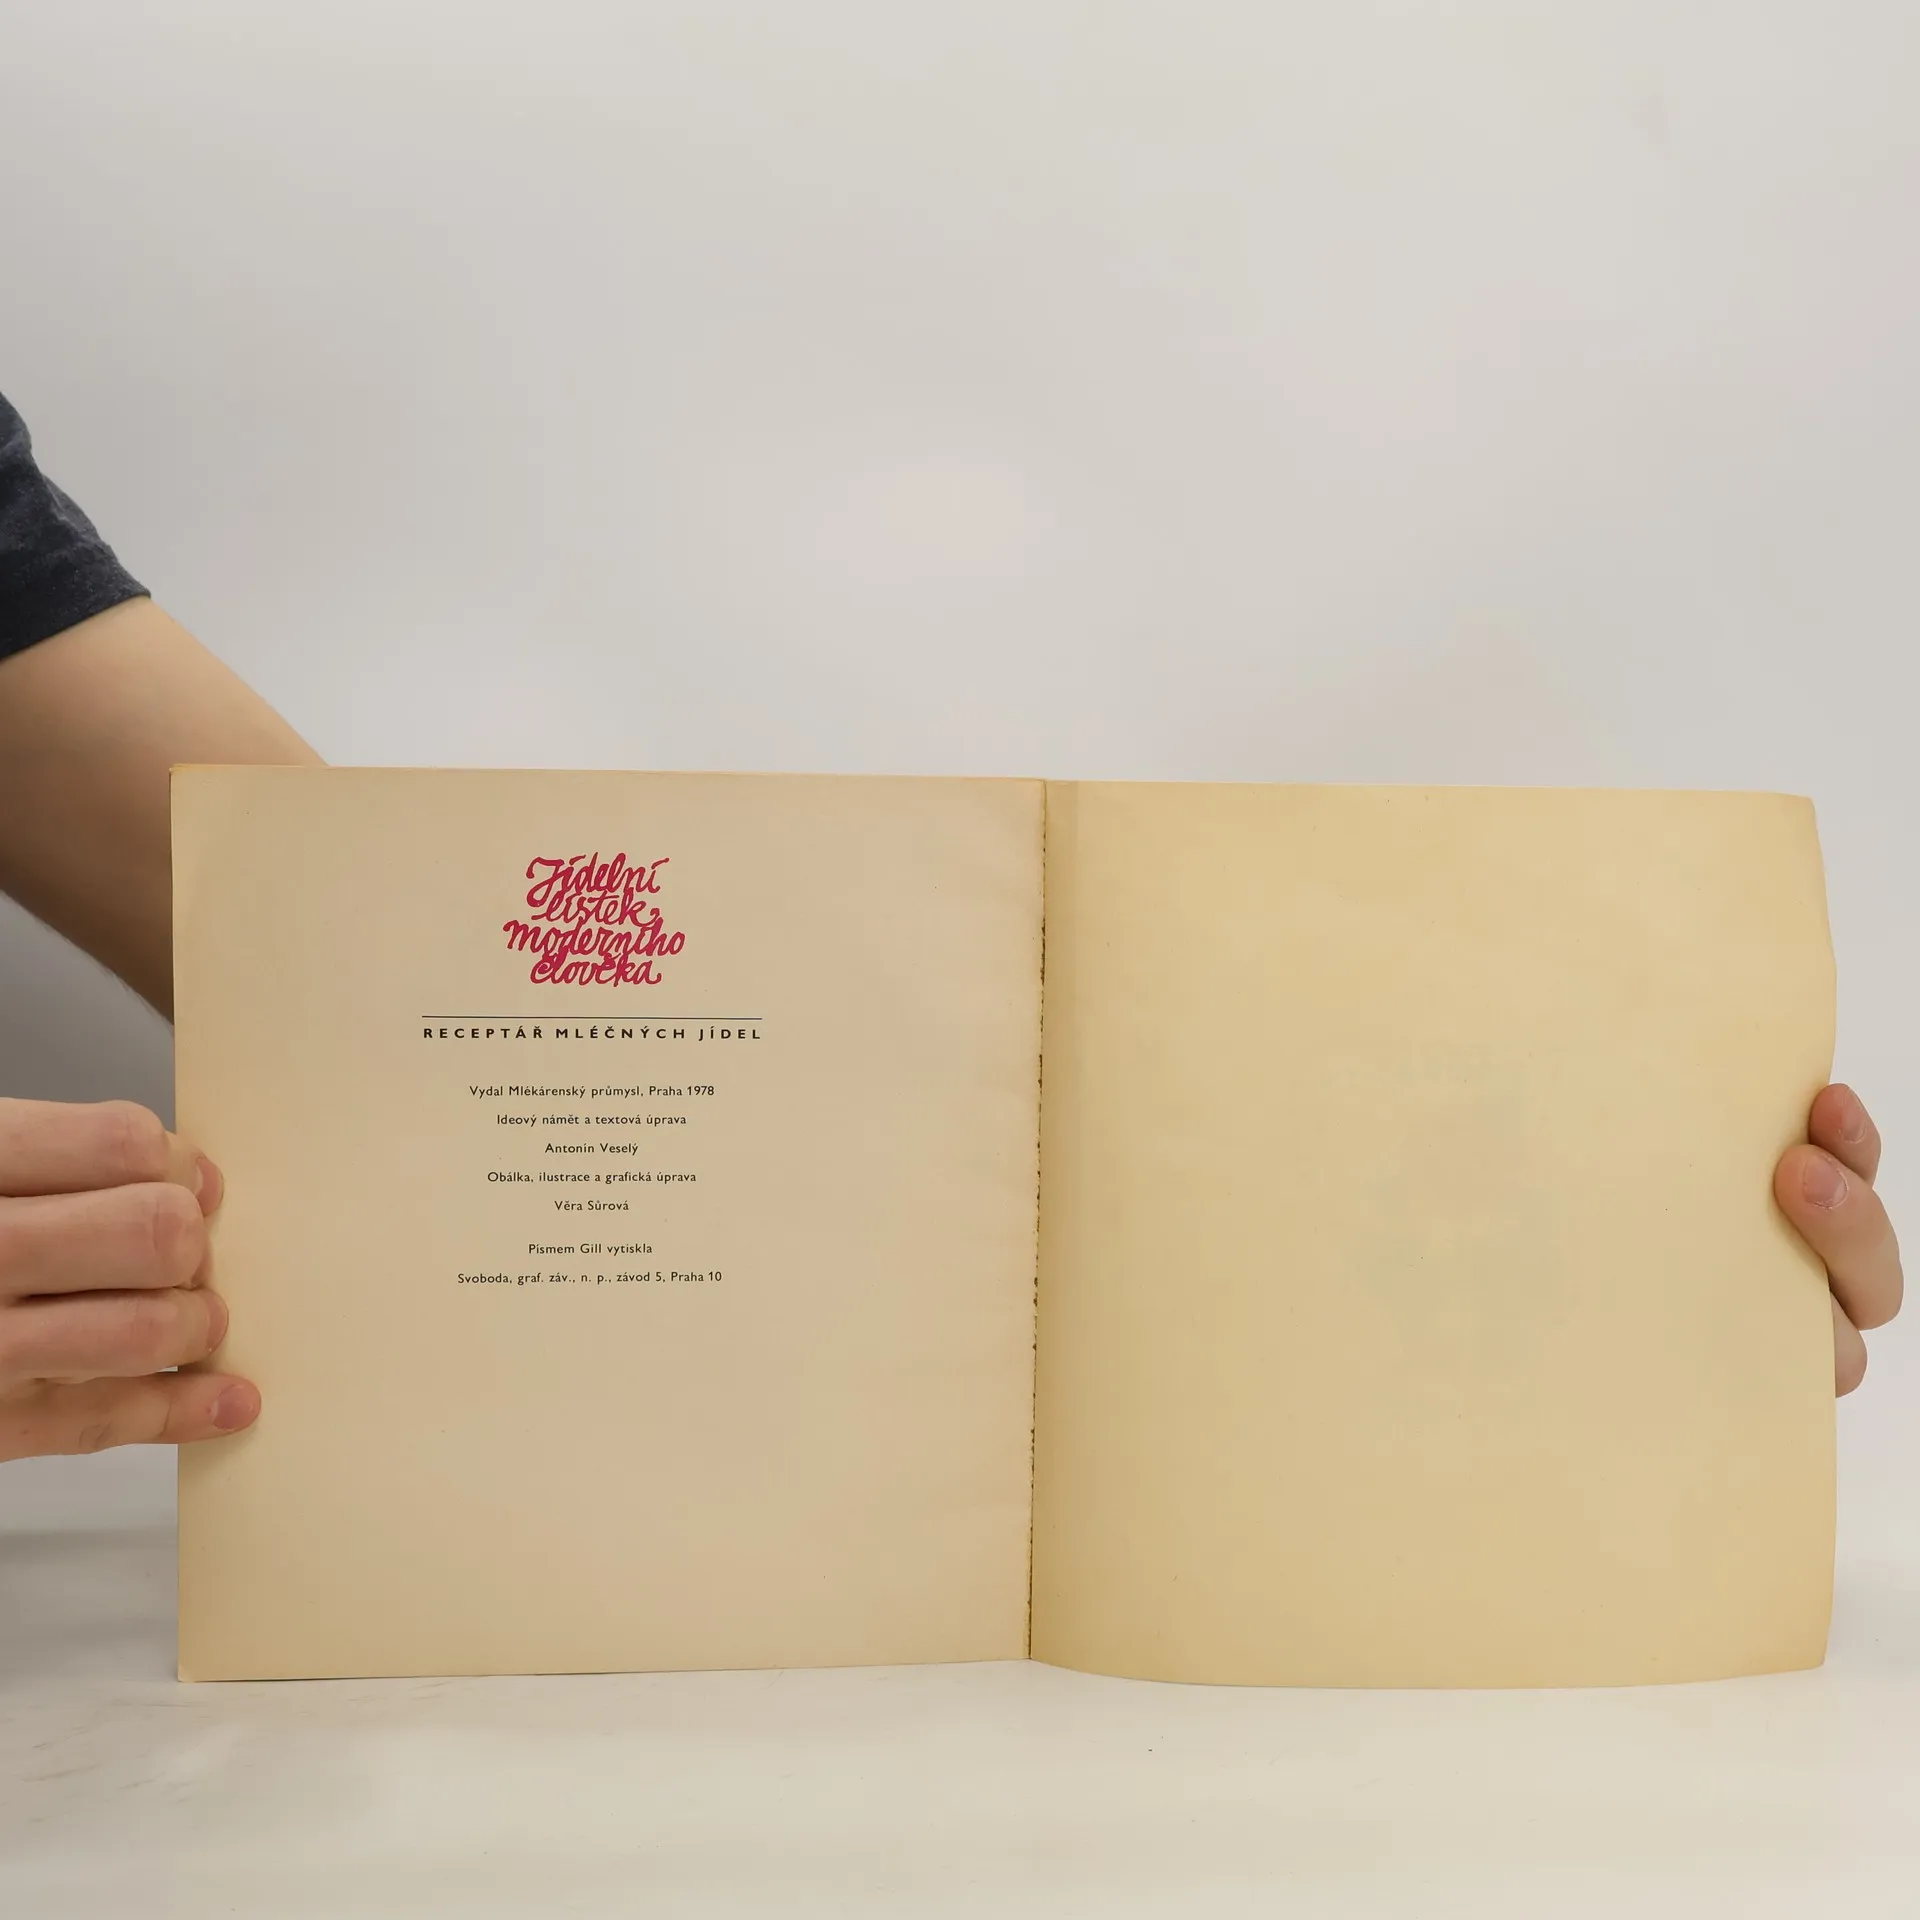 Jídelní
lístek
moderního
člověka
RECEPTÁŘ MLÉČNÝCH JÍDEL
Vydal Mlékárenský průmysl, Praha 1978
Ideový námět a textová úprava
Antonín Veselý
Obálka, ilustrace a grafická úprava
Věra Sůrová
Písmem Gill vytiskla
Svoboda, graf. záv., n. p., závod 5, Praha 10